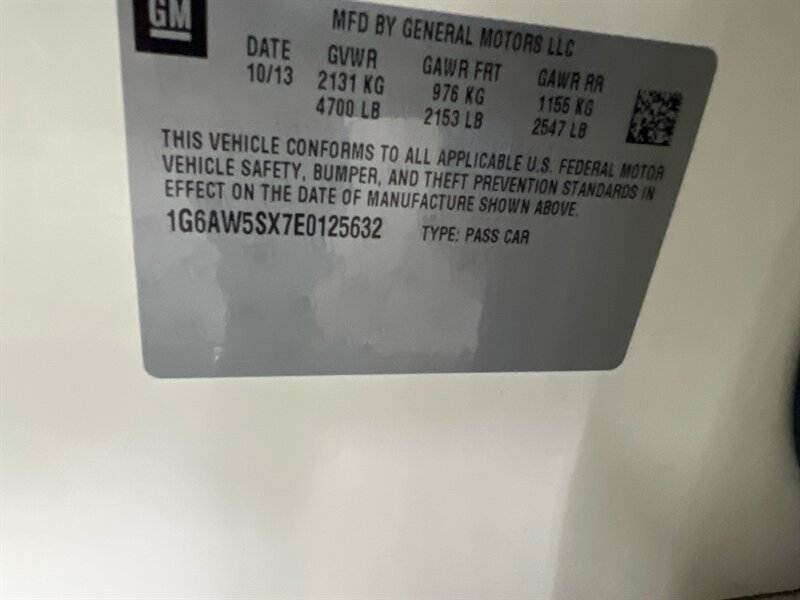 GM
MFD BY GENERAL MOTORS LLC
DATE GVWR GAWR FRT GAWR RR
10/13 2131 KG 976 KG 1155 KG
4700 LB 2153 LB 2547 LB
THIS VEHICLE CONFORMS TO ALL APPLICABLE U.S. FEDERAL MOTOR
VEHICLE SAFETY, BUMPER, AND THEFT PREVENTION STANDARDS IN
EFFECT ON THE DATE OF MANUFACTURE SHOWN ABOVE.
1G6AW5SX7E0125632 TYPE: PASS CAR